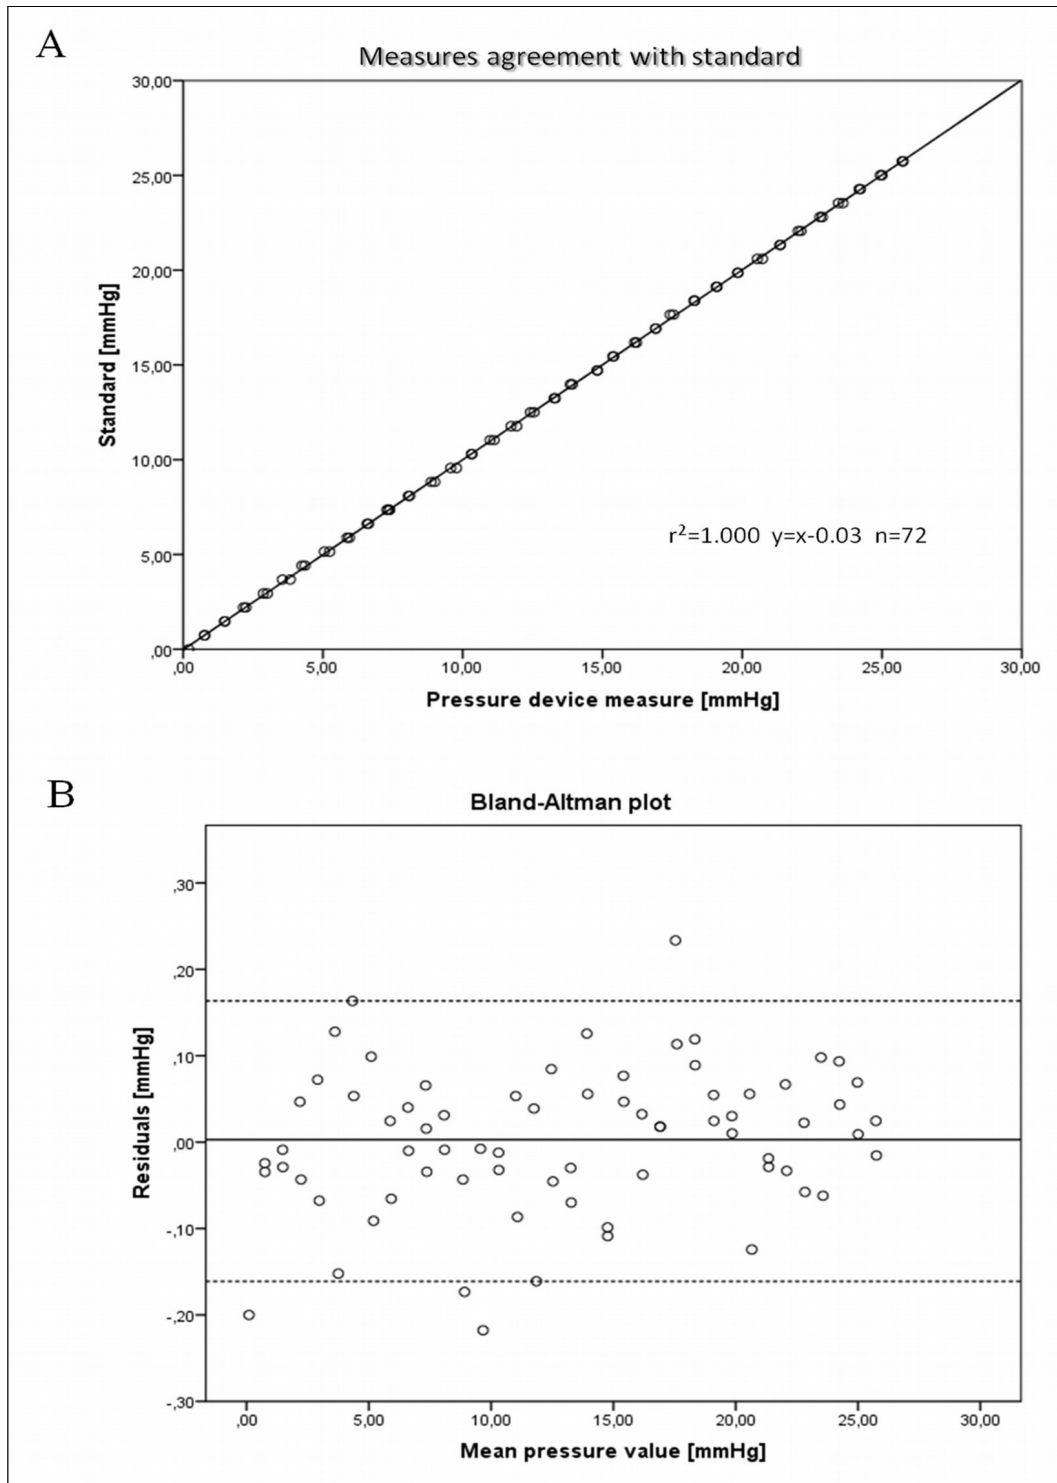 A
Measures agreement with standard
30,00
25,00
20,00
15,00
10,00
5,00
,00
Standard [mmHg]
r²=1.000 y=x-0.03 n=72
,00 5,00 10,00 15,00 20,00 25,00 30,00
Pressure device measure [mmHg]
B
Bland-Altman plot
,30
,20
,10
,00
-,10
-,20
-,30
Residuals [mmHg]
,00 5,00 10,00 15,00 20,00 25,00 30,00
Mean pressure value [mmHg]